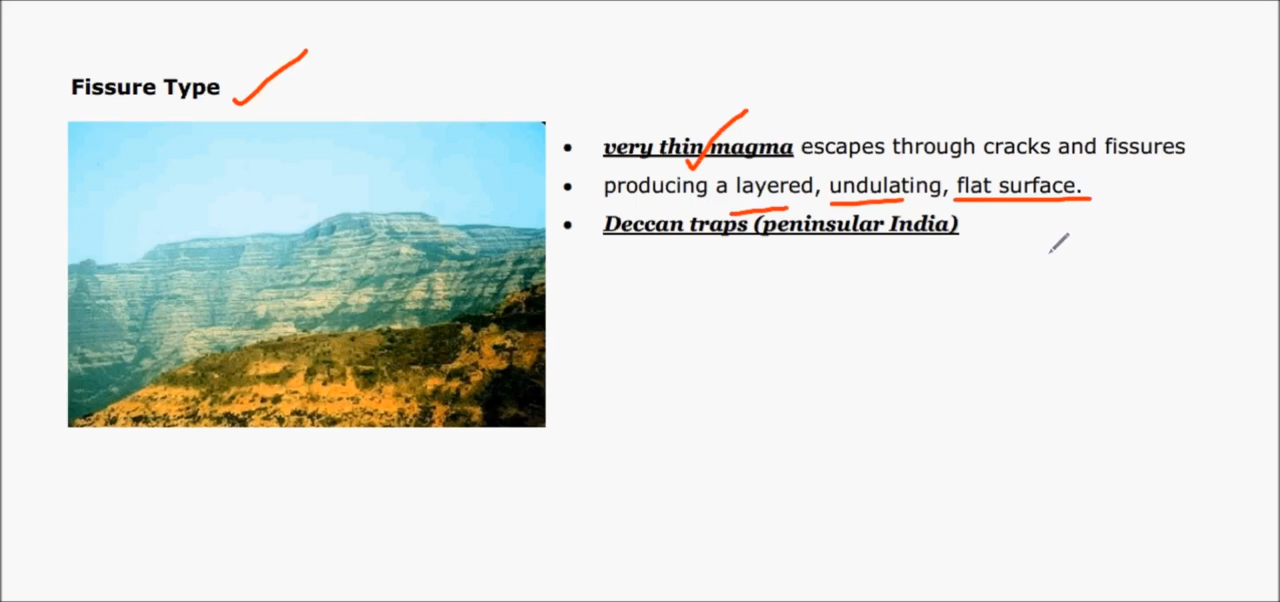 Fissure Type
very thin magma escapes through cracks and fissures
producing a layered, undulating, flat surface.
Deccan traps (peninsular India)